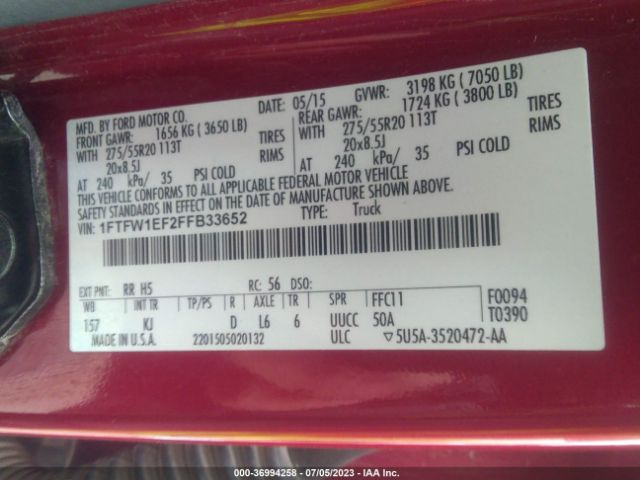 MFD. BY FORD MOTOR CO. DATE: 05/15 GVWR: 3198 KG ( 7050 LB)
FRONT GAWR: 1656 KG ( 3650 LB) REAR GAWR: 1724 KG ( 3800 LB)
WITH 275/55R20 113T TIRES WITH 275/55R20 113T TIRES
20x8.5J RIMS 20x8.5J RIMS
AT 240 kPa/ 35 PSI COLD AT 240 kPa/ 35 PSI COLD
THIS VEHICLE CONFORMS TO ALL APPLICABLE FEDERAL MOTOR VEHICLE
SAFETY STANDARDS IN EFFECT ON THE DATE OF MANUFACTURE SHOWN ABOVE.
VIN: 1FTFW1EF2FFB33652 TYPE: Truck
EXT PNT: RR H5 RC: 56 DSO:
WB INT TR TP/PS R AXLE TR SPR FFC11 F0094
157 KJ D L6 6 UUCC 50A T0390
MADE IN U.S.A. 2201505020132 ULC ▽5U5A-3520472-AA
000-36994258 - 07/05/2023 - IAA Inc.